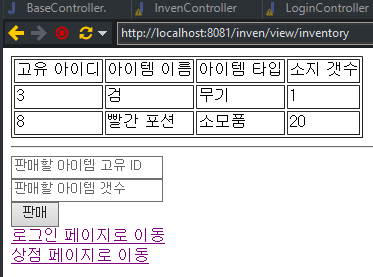 BaseController. InvenController LoginController
http://localhost:8081/inven/view/inventory
고유 아이디 아이템 이름 아이템 타입 소지 갯수
3 검 무기 1
8 빨간 포션 소모품 20
판매할 아이템 고유 ID
판매할 아이템 갯수
판매
로그인 페이지로 이동
상점 페이지로 이동